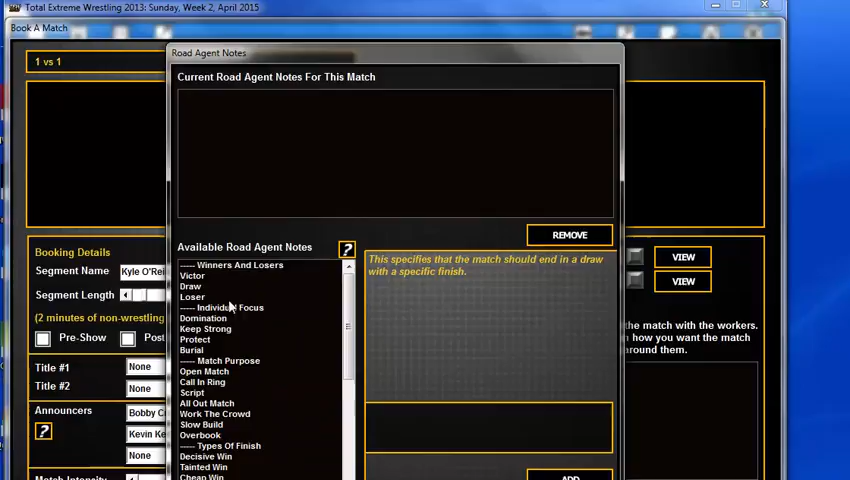 Total Extreme Wrestling 2013: Sunday, Week 2, April 2015
Book A Match
Road Agent Notes
1 vs 1
Current Road Agent Notes For This Match
REMOVE
Available Road Agent Notes
?
This specifies that the match should end in a draw
with a specific finish.
----- Winners And Losers
Victor
Draw
Loser
----- Individual Focus
Domination
Keep Strong
Protect
Burial
----- Match Purpose
Open Match
Call In Ring
Script
All Out Match
Work The Crowd
Slow Build
Overbook
----- Types Of Finish
Decisive Win
Tainted Win
Cheap Win
ADD
Booking Details
Segment Name
Kyle O'Rei
Segment Length
(2 minutes of non-wrestling
Pre-Show
Post
Title #1
None
Title #2
None
Announcers
Bobby
?
Kevin Ke
None
Match Intensity
VIEW
VIEW
the match with the workers.
how you want the match
around them.